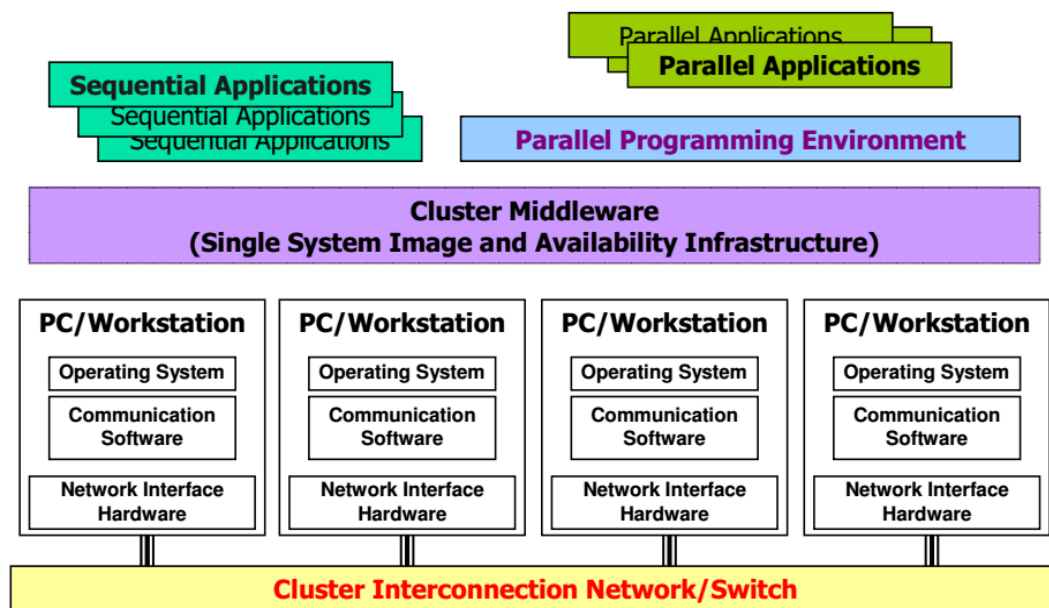 Parallel Applications
Parallel Applications
Sequential Applications
Sequential Applications
Sequential Applications
Parallel Programming Environment
Cluster Middleware
(Single System Image and Availability Infrastructure)
PC/Workstation
Operating System
Communication
Software
Network Interface
Hardware
PC/Workstation
Operating System
Communication
Software
Network Interface
Hardware
PC/Workstation
Operating System
Communication
Software
Network Interface
Hardware
PC/Workstation
Operating System
Communication
Software
Network Interface
Hardware
Cluster Interconnection Network/Switch